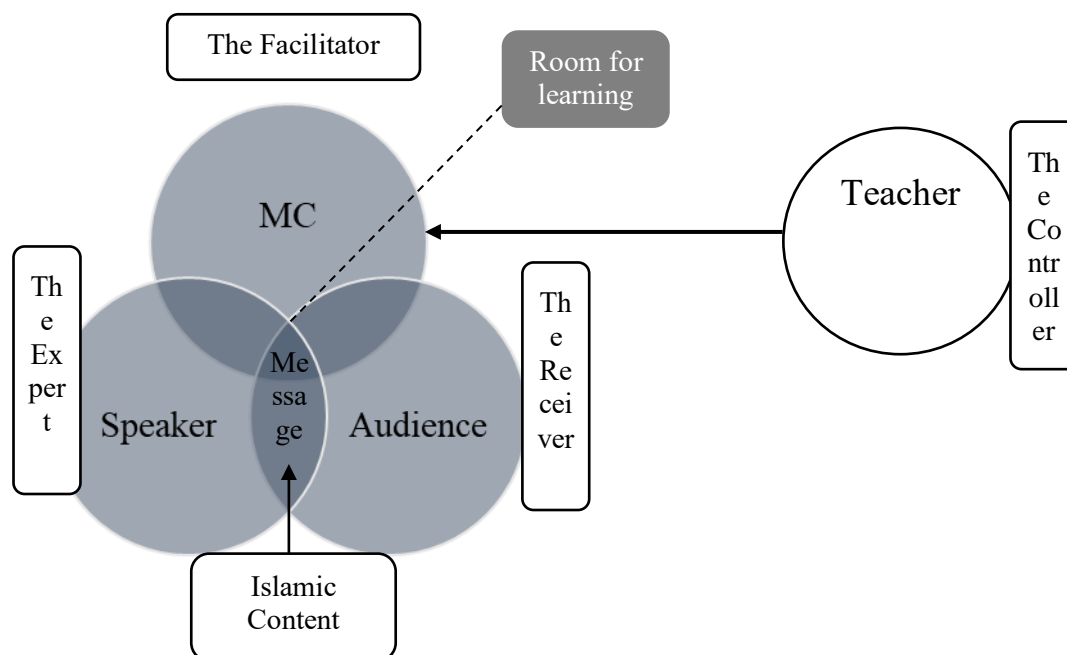 The Facilitator
Room for
learning
MC
Teacher
Th
e
Co
ntr
oll
er
Th
e
Ex
per
t
Th
e
Re
cei
ver
Me
ssa
ge
Speaker
Audience
Islamic
Content